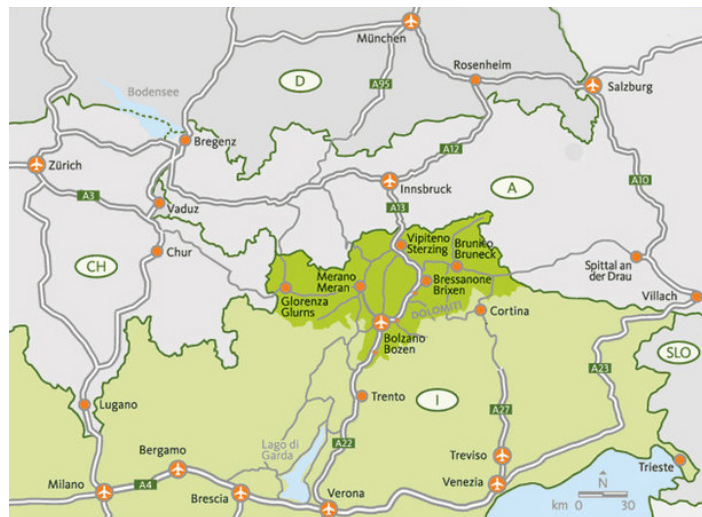 München
D
A95
Rosenheim
Salzburg
Bodensee
Bregenz
Zürich
A12
Innsbruck
A
A10
A3
Vaduz
A13
Chur
CH
Vipiteno
Sterzing
Brunico
Bruneck
Spittal an
der Drau
Merano
Meran
Bressanone
Brixen
Glorenza
Glurns
Villach
DOLOMITI
Cortina
Bolzano
Bozen
SLO
A23
Lugano
Trento
I
A27
Lago di
Garda
A22
Bergamo
Treviso
Trieste
Milano
A4
Brescia
Verona
Venezia
N
km 0 30